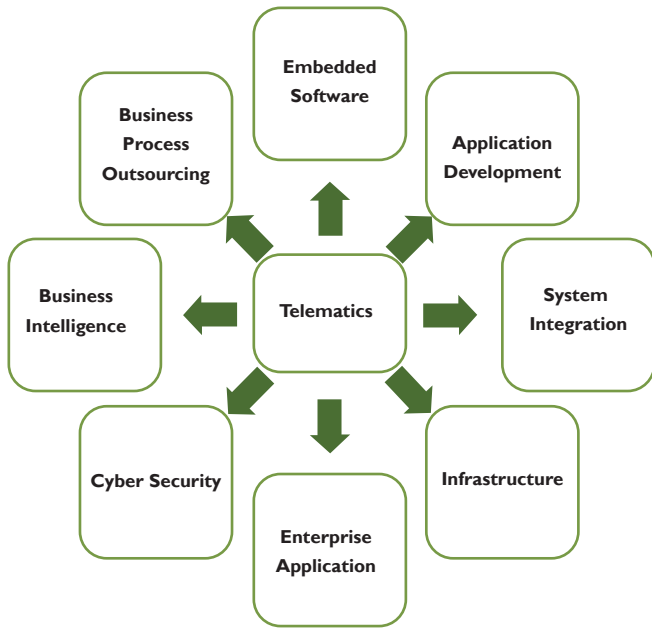 Embedded
Software
Business
Process
Outsourcing
Application
Development
Business
Intelligence
Telematics
System
Integration
Cyber Security
Infrastructure
Enterprise
Application